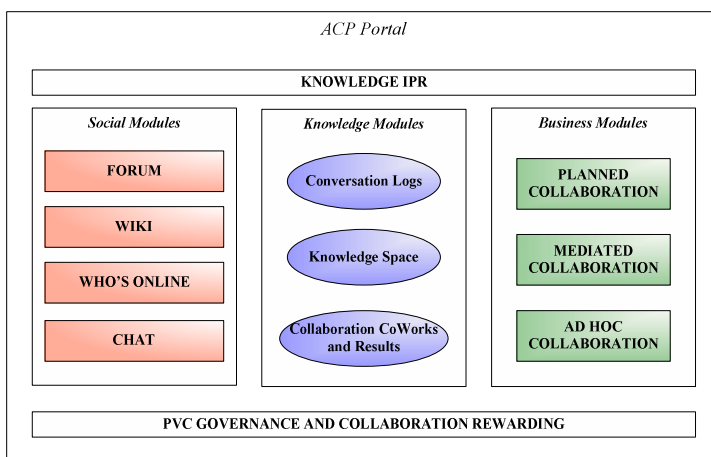 ACP Portal
KNOWLEDGE IPR
Social Modules
FORUM
WIKI
WHO'S ONLINE
CHAT
Knowledge Modules
Conversation Logs
Knowledge Space
Collaboration CoWorks
and Results
Business Modules
PLANNED
COLLABORATION
MEDIATED
COLLABORATION
AD HOC
COLLABORATION
PVC GOVERNANCE AND COLLABORATION REWARDING